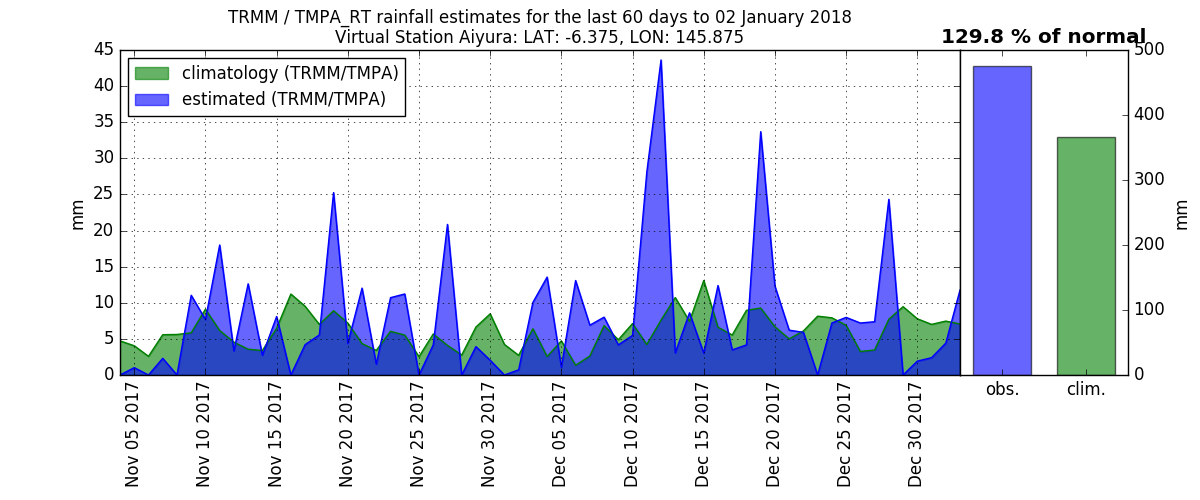 TRMM / TMPA_RT rainfall estimates for the last 60 days to 02 January 2018
Virtual Station Aiyura: LAT: -6.375, LON: 145.875
129.8 % of normal
climatology (TRMM/TMPA)
estimated (TRMM/TMPA)
mm
45
40
35
30
25
20
15
10
5
0
Nov 05 2017
Nov 10 2017
Nov 15 2017
Nov 20 2017
Nov 25 2017
Nov 30 2017
Dec 05 2017
Dec 10 2017
Dec 15 2017
Dec 20 2017
Dec 25 2017
Dec 30 2017
obs.
clim.
500
400
300
200
100
0
mm